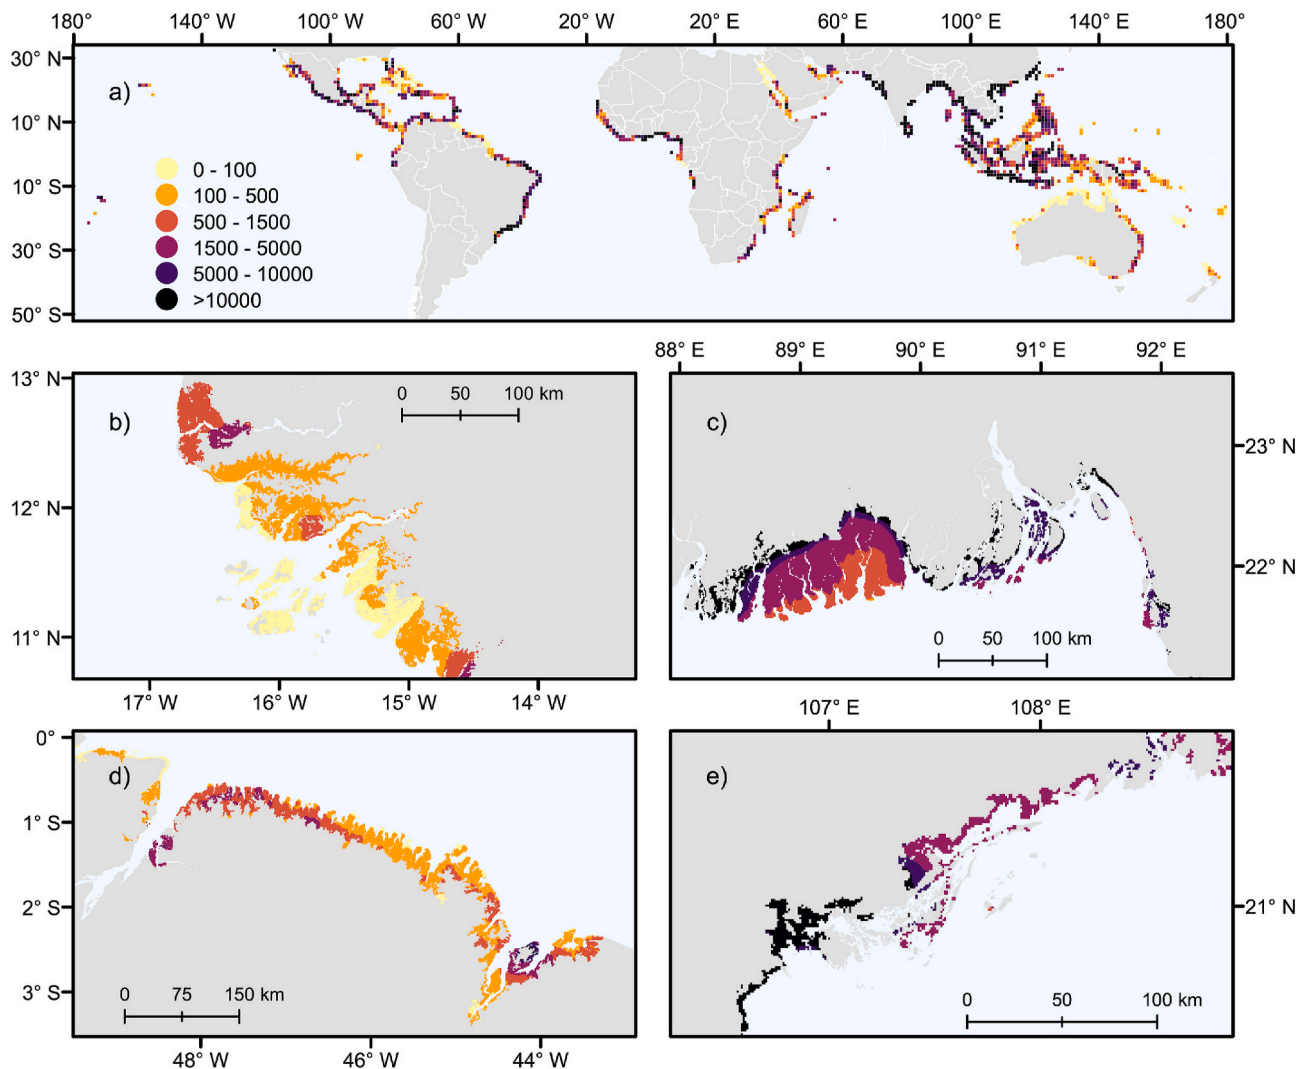 180° 140° W 100° W 60° W 20° W 20° E 60° E 100° E 140° E 180°
30° N
a)
10° N
0 - 100
10° S
100 - 500
500 - 1500
30° S
1500 - 5000
5000 - 10000
50° S
>10000
88° E 89° E 90° E 91° E 92° E
13° N
0 50 100 km
b)
12° N
11° N
17° W 16° W 15° W 14° W
c)
23° N
22° N
0 50 100 km
0°
d)
1° S
2° S
3° S
0 75 150 km
48° W 46° W 44° W
107° E 108° E
e)
21° N
0 50 100 km